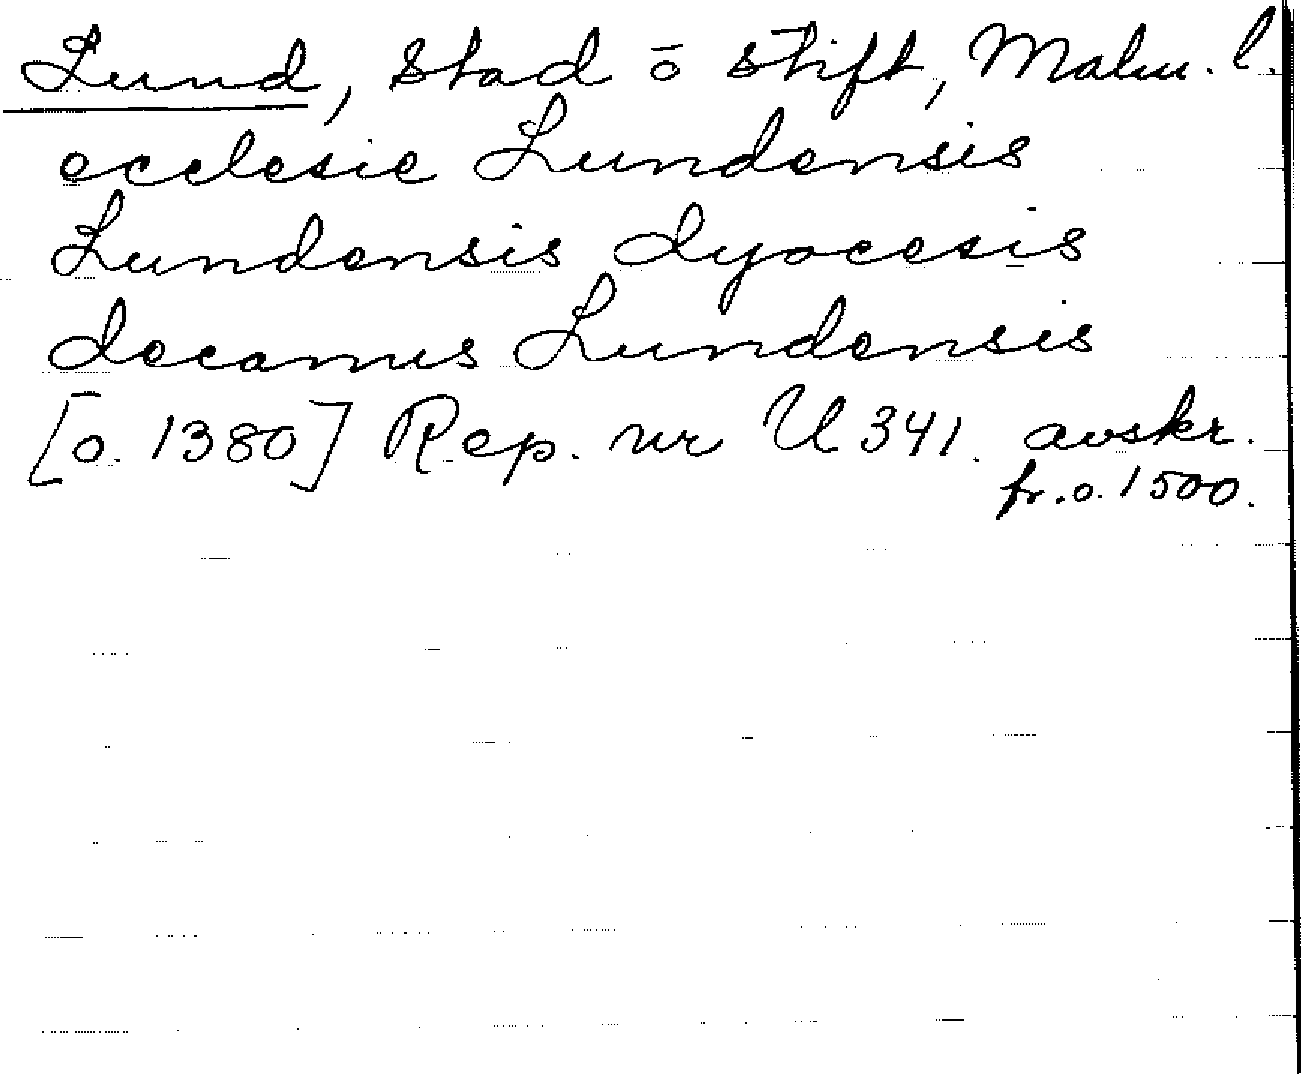 Lund, stad ō stift, Malm. l.
ecclesie Lundensis
Lundensis dyocesis
decanus Lundensis
[o. 1380] Rep. nr U 341. avskr.
fr. o. 1500.